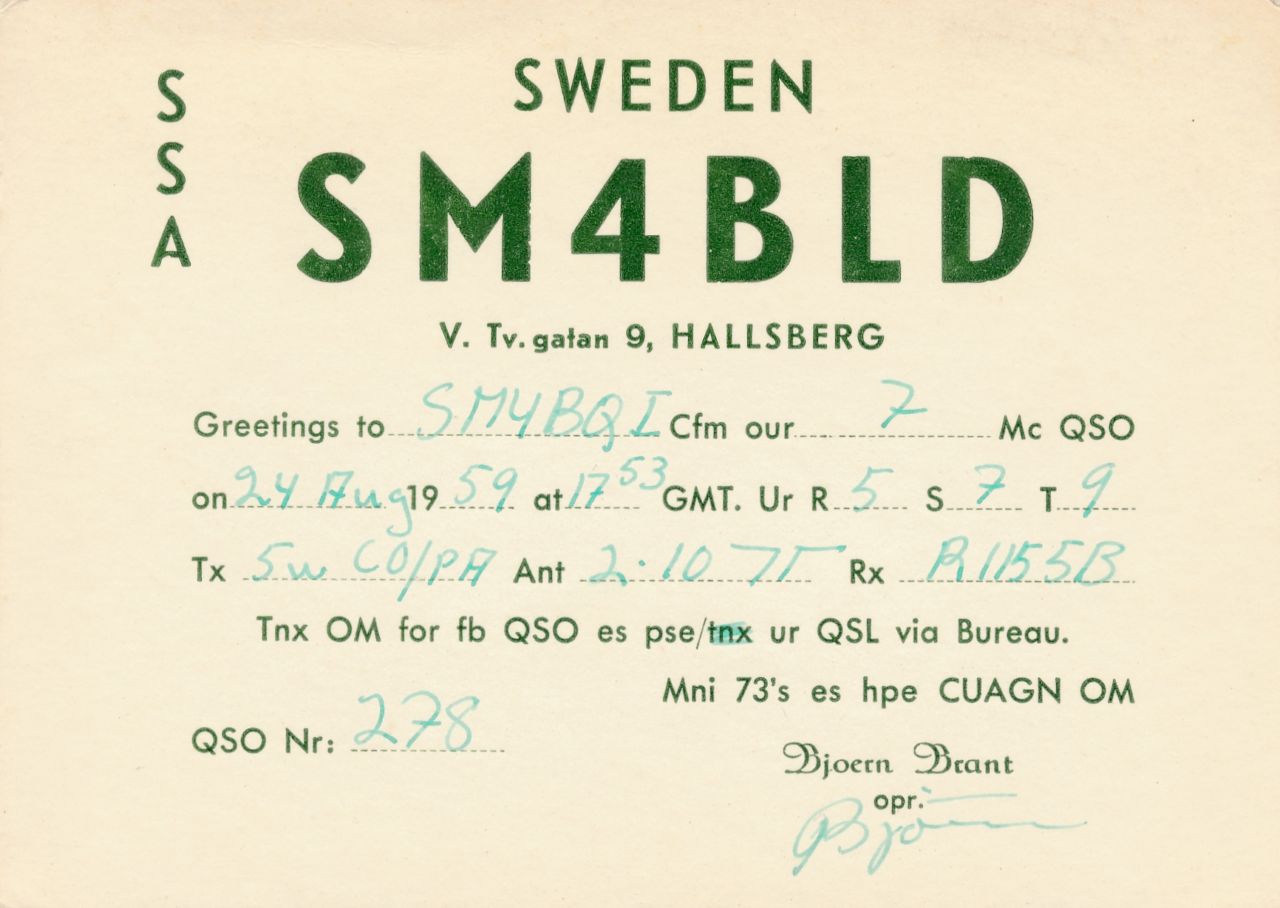 SSA
SWEDEN
SM4BLD
V. Tv. gatan 9, HALLSBERG
Greetings to SM4BQI Cfm our 7 Mc QSO
on 24 Aug 1959 at 17 53 GMT. Ur R 5 S 7 T 9
Tx 5w CO/PA Ant 2·10 Rx R1155B
Tnx OM for fb QSO es pse/tnx ur QSL via Bureau.
Mni 73's es hpe CUAGN OM
QSO Nr: 278
Bjoern Brant
opr.
Björn